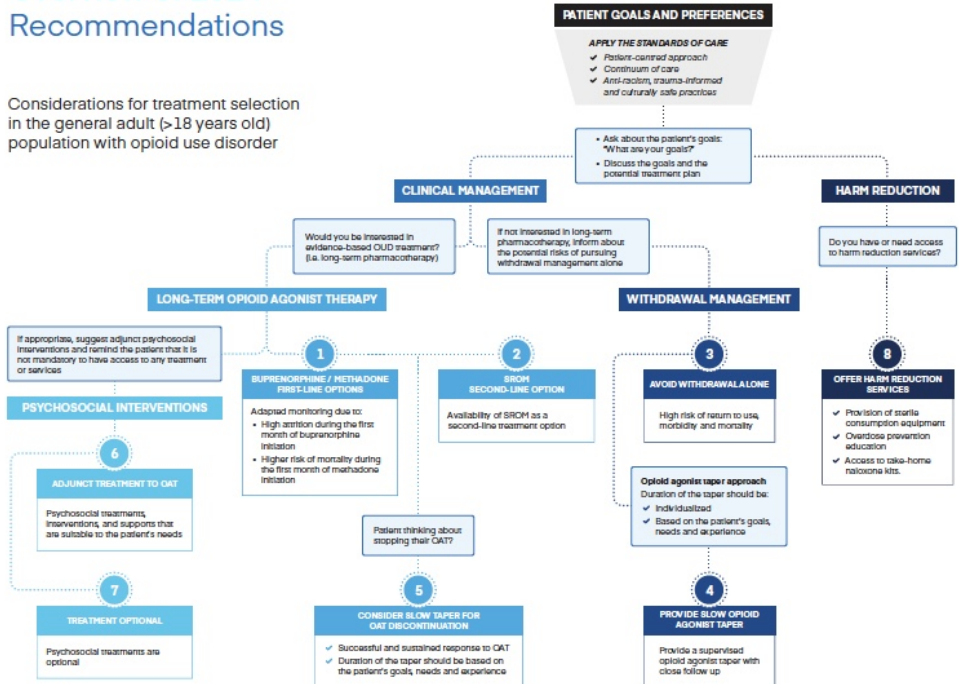 Recommendations
Considerations for treatment selection
in the general adult (>18 years old)
population with opioid use disorder
PATIENT GOALS AND PREFERENCES
APPLY THE STANDARDS OF CARE
✓ Patient-centred approach
✓ Continuum of care
✓ Anti-racism, trauma-informed
and culturally safe practices
• Ask about the patient's goals:
"What are your goals?"
• Discuss the goals and the
potential treatment plan
CLINICAL MANAGEMENT
HARM REDUCTION
Would you be interested in
evidence-based OUD treatment?
(i.e. long-term pharmacotherapy)
If not interested in long-term
pharmacotherapy, inform about
the potential risks of pursuing
withdrawal management alone
Do you have or need access
to harm reduction services?
LONG-TERM OPIOID AGONIST THERAPY
WITHDRAWAL MANAGEMENT
If appropriate, suggest adjunct psychosocial
interventions and remind the patient that it is
not mandatory to have access to any treatment
or services
1
BUPRENORPHINE / METHADONE
FIRST-LINE OPTIONS
Adapted monitoring due to:
• High attrition during the first
month of buprenorphine
initiation
• Higher risk of mortality during
the first month of methadone
initiation
2
SROM
SECOND-LINE OPTION
Availability of SROM as a
second-line treatment option
3
AVOID WITHDRAWAL ALONE
High risk of return to use,
morbidity and mortality
8
OFFER HARM REDUCTION
SERVICES
✓ Provision of sterile
consumption equipment
✓ Overdose prevention
education
✓ Access to take-home
naloxone kits.
PSYCHOSOCIAL INTERVENTIONS
6
ADJUNCT TREATMENT TO OAT
Psychosocial treatments,
interventions, and supports that
are suitable to the patient's needs
Opioid agonist taper approach
Duration of the taper should be:
✓ Individualized
✓ Based on the patient's goals,
needs and experience
Patient thinking about
stopping their OAT?
7
TREATMENT OPTIONAL
Psychosocial treatments are
optional
5
CONSIDER SLOW TAPER FOR
OAT DISCONTINUATION
✓ Successful and sustained response to OAT
✓ Duration of the taper should be based on
the patient's goals, needs and experience
4
PROVIDE SLOW OPIOID
AGONIST TAPER
Provide a supervised
opioid agonist taper with
close follow up